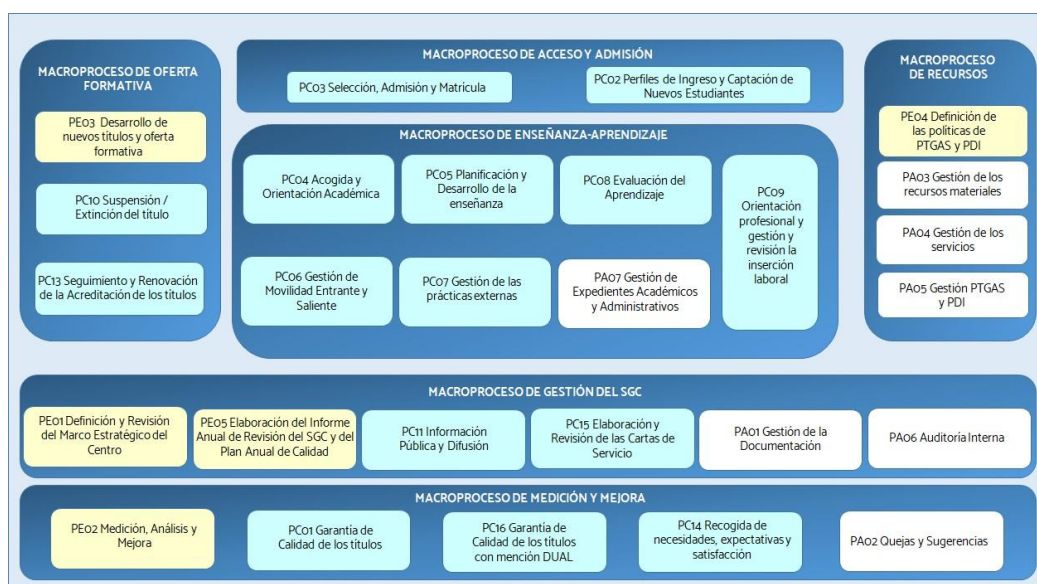 MACROPROCESO DE OFERTA
FORMATIVA
PE03 Desarrollo de
nuevos títulos y oferta
formativa
PC10 Suspensión /
Extinción del título
PC13 Seguimiento y Renovación
de la Acreditación de los títulos
MACROPROCESO DE ACCESO Y ADMISIÓN
PC03 Selección, Admisión y Matrícula
PC02 Perfiles de Ingreso y Captación de
Nuevos Estudiantes
MACROPROCESO DE ENSEÑANZA-APRENDIZAJE
PC04 Acogida y
Orientación Académica
PC05 Planificación y
Desarrollo de la
enseñanza
PC08 Evaluación del
Aprendizaje
PC09
Orientación
profesional y
gestión y
revisión la
inserción
laboral
PC06 Gestión de
Movilidad Entrante y
Saliente
PC07 Gestión de las
prácticas externas
PA07 Gestión de
Expedientes Académicos
y Administrativos
MACROPROCESO
DE RECURSOS
PE04 Definición de
las políticas de
PTGAS y PDI
PA03 Gestión de los
recursos materiales
PA04 Gestión de los
servicios
PA05 Gestión PTGAS
y PDI
MACROPROCESO DE GESTIÓN DEL SGC
PE01 Definición y Revisión
del Marco Estratégico del
Centro
PE05 Elaboración del Informe
Anual de Revisión del SGC y del
Plan Anual de Calidad
PC11 Información
Pública y Difusión
PC15 Elaboración y
Revisión de las Cartas de
Servicio
PA01 Gestión de la
Documentación
PA06 Auditoría Interna
MACROPROCESO DE MEDICIÓN Y MEJORA
PE02 Medición, Análisis y
Mejora
PC01 Garantía de
Calidad de los títulos
PC16 Garantía de
Calidad de los títulos
con mención DUAL
PC14 Recogida de
necesidades, expectativas y
satisfacción
PA02 Quejas y Sugerencias